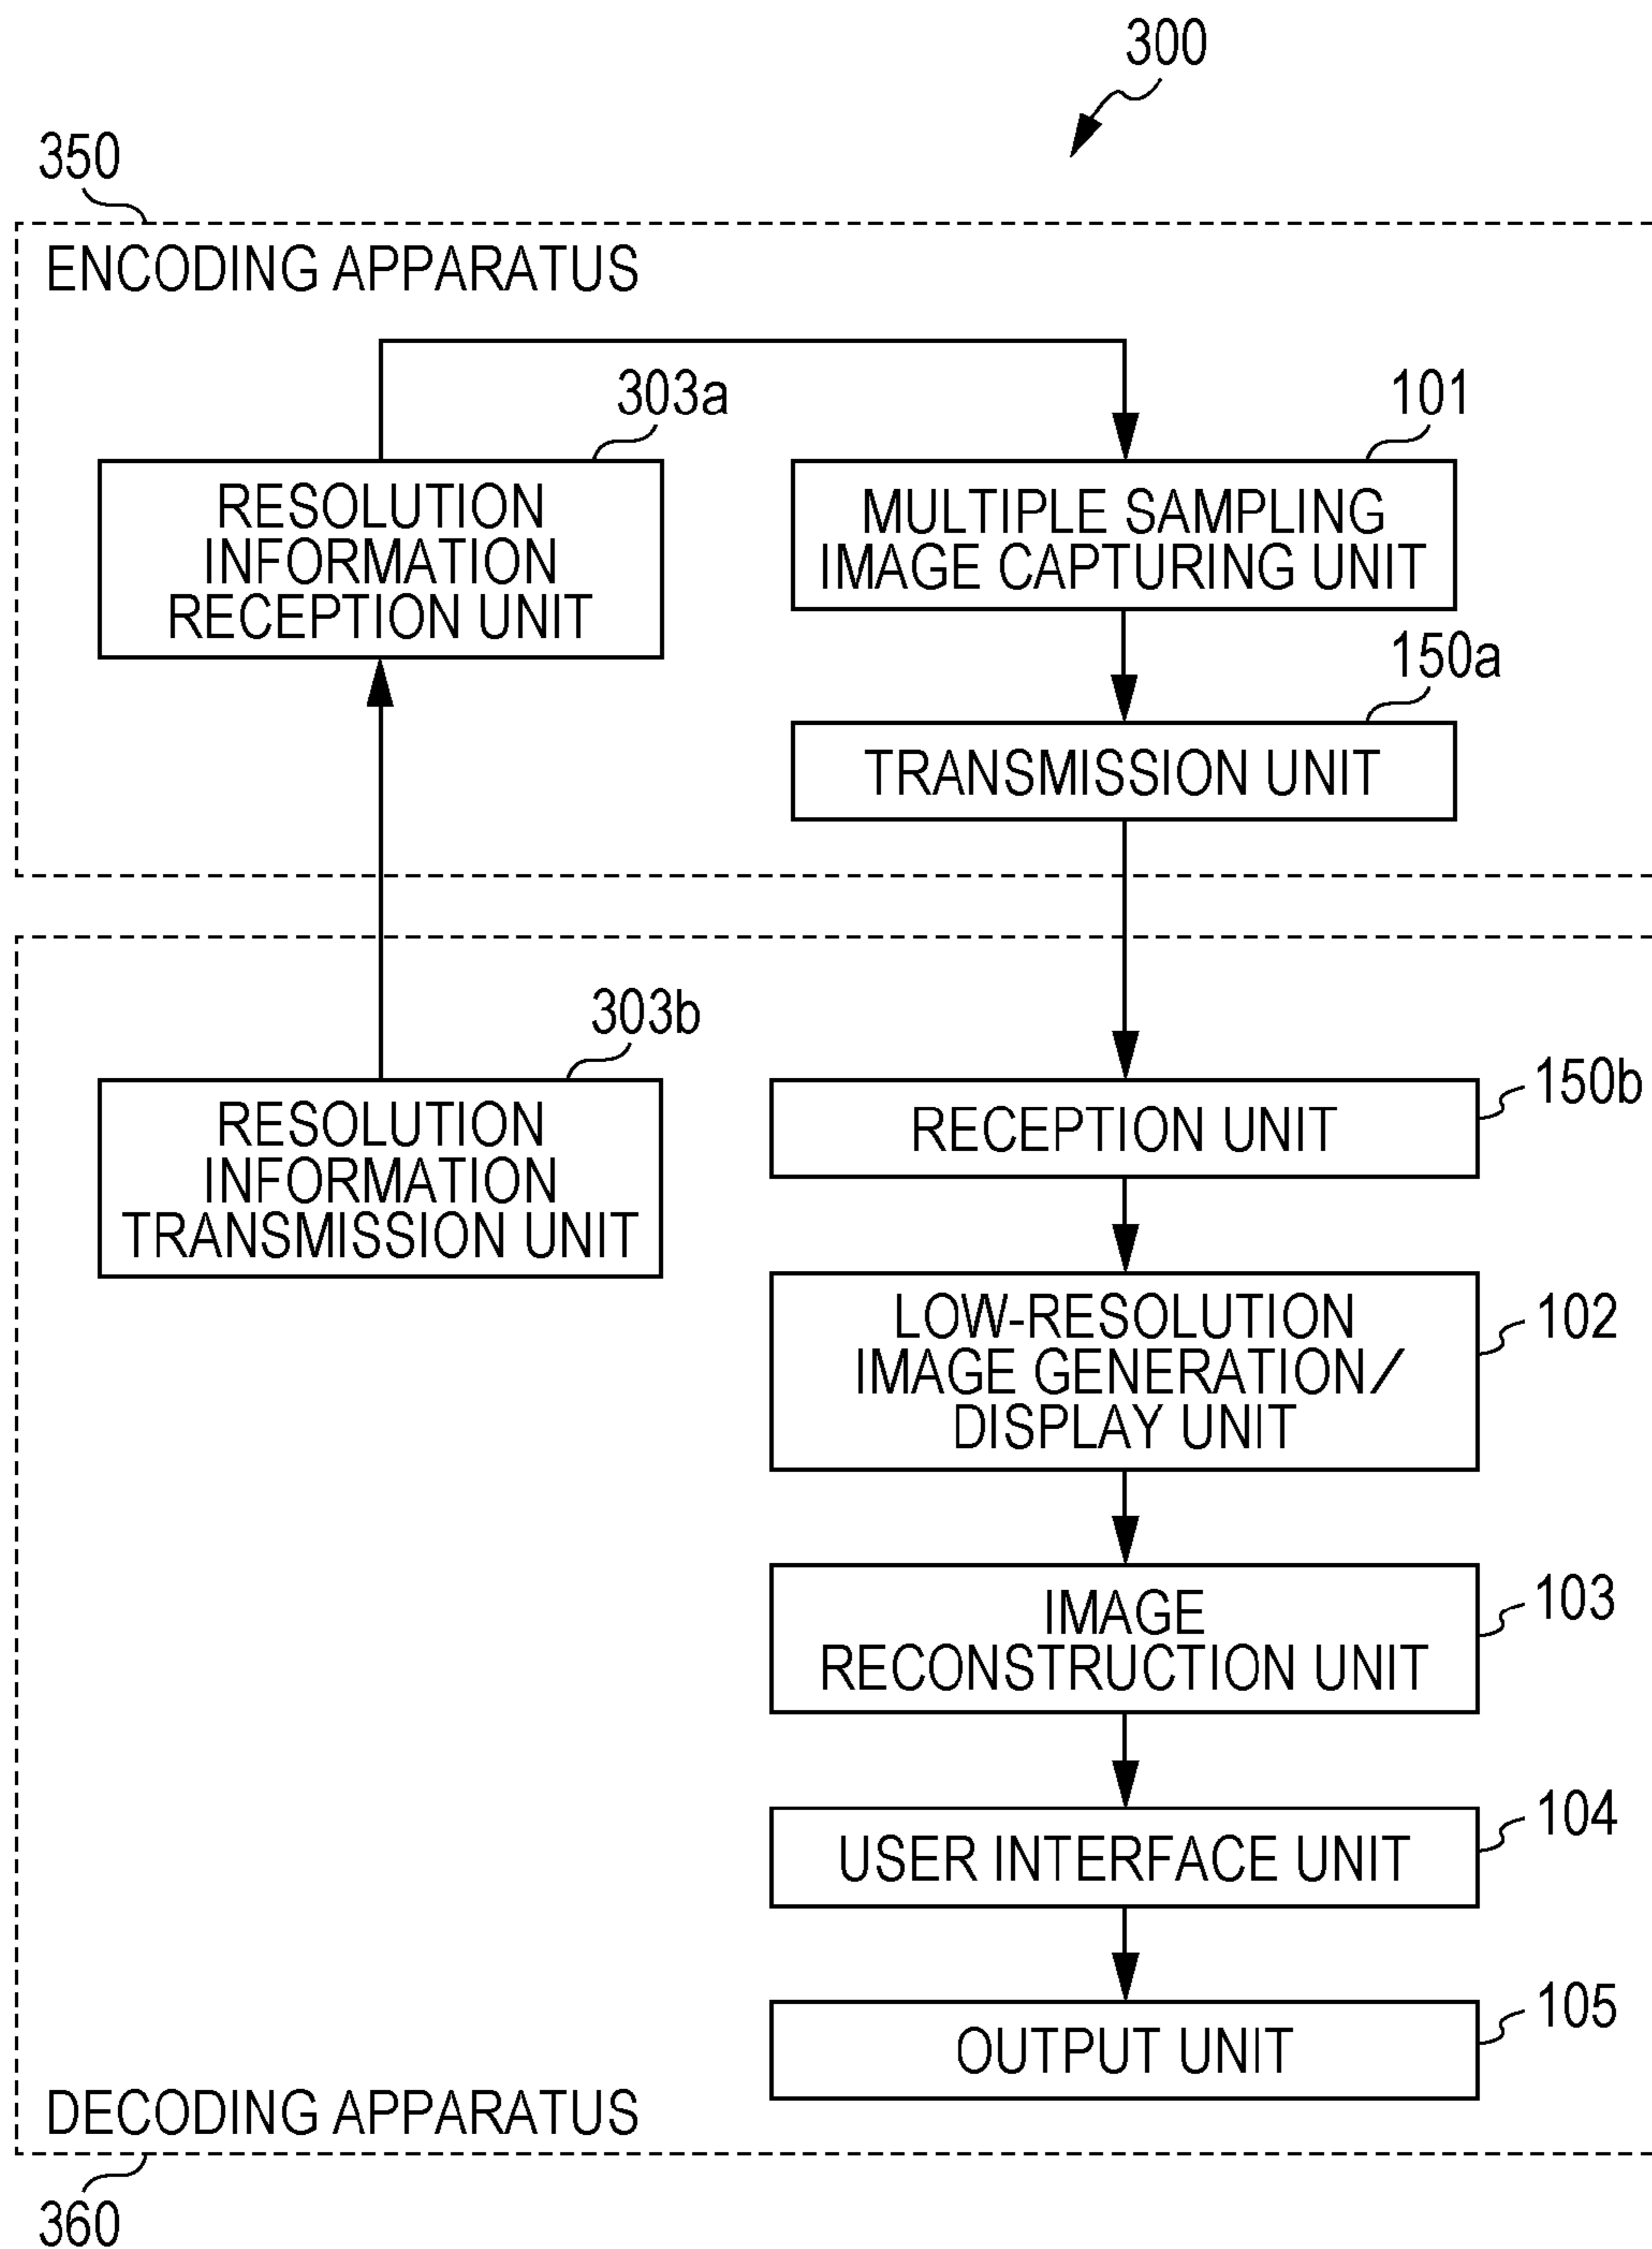 300
350
ENCODING APPARATUS
303a
RESOLUTION
INFORMATION
RECEPTION UNIT
101
MULTIPLE SAMPLING
IMAGE CAPTURING UNIT
150a
TRANSMISSION UNIT
303b
RESOLUTION
INFORMATION
TRANSMISSION UNIT
150b
RECEPTION UNIT
102
LOW-RESOLUTION
IMAGE GENERATION/
DISPLAY UNIT
103
IMAGE
RECONSTRUCTION UNIT
104
USER INTERFACE UNIT
105
OUTPUT UNIT
DECODING APPARATUS
360